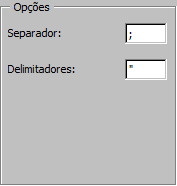 Opções
Separador: ;
Delimitadores: "